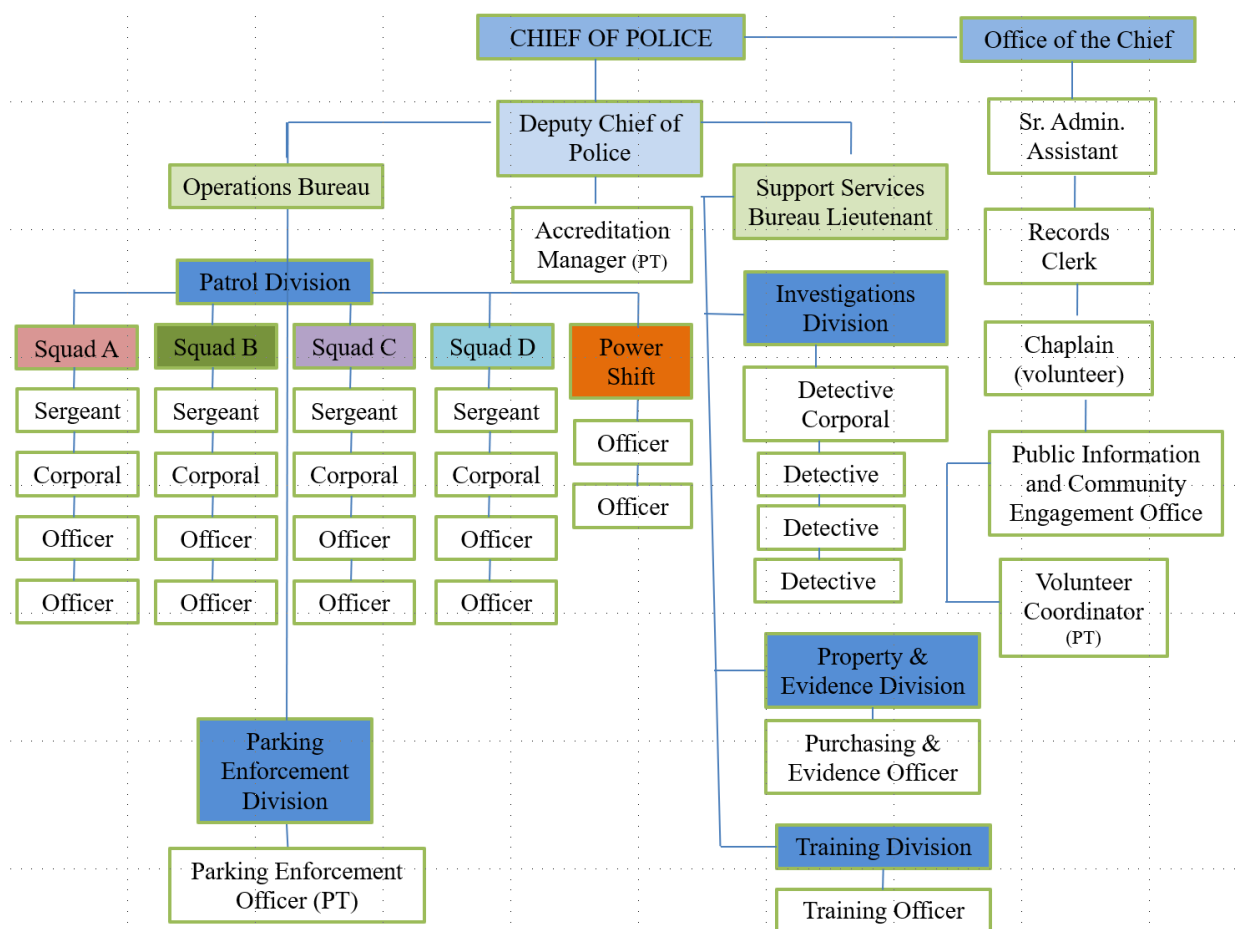 CHIEF OF POLICE
Office of the Chief
Deputy Chief of
Police
Sr. Admin.
Assistant
Operations Bureau
Support Services
Bureau Lieutenant
Accreditation
Manager (PT)
Records
Clerk
Patrol Division
Investigations
Division
Squad A
Squad B
Squad C
Squad D
Power
Shift
Chaplain
(volunteer)
Sergeant
Sergeant
Sergeant
Sergeant
Officer
Detective
Corporal
Corporal
Corporal
Corporal
Corporal
Officer
Detective
Public Information
and Community
Engagement Office
Officer
Officer
Officer
Officer
Detective
Officer
Officer
Officer
Officer
Detective
Volunteer
Coordinator
(PT)
Property &
Evidence Division
Parking
Enforcement
Division
Purchasing &
Evidence Officer
Training Division
Parking Enforcement
Officer (PT)
Training Officer